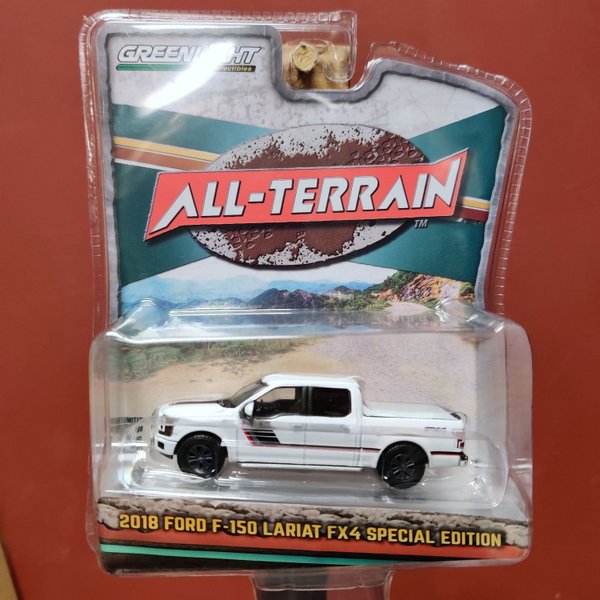 GREENLIGHT
collectibles
ALL-TERRAIN
TM
2018 FORD F-150 LARIAT FX4 SPECIAL EDITION